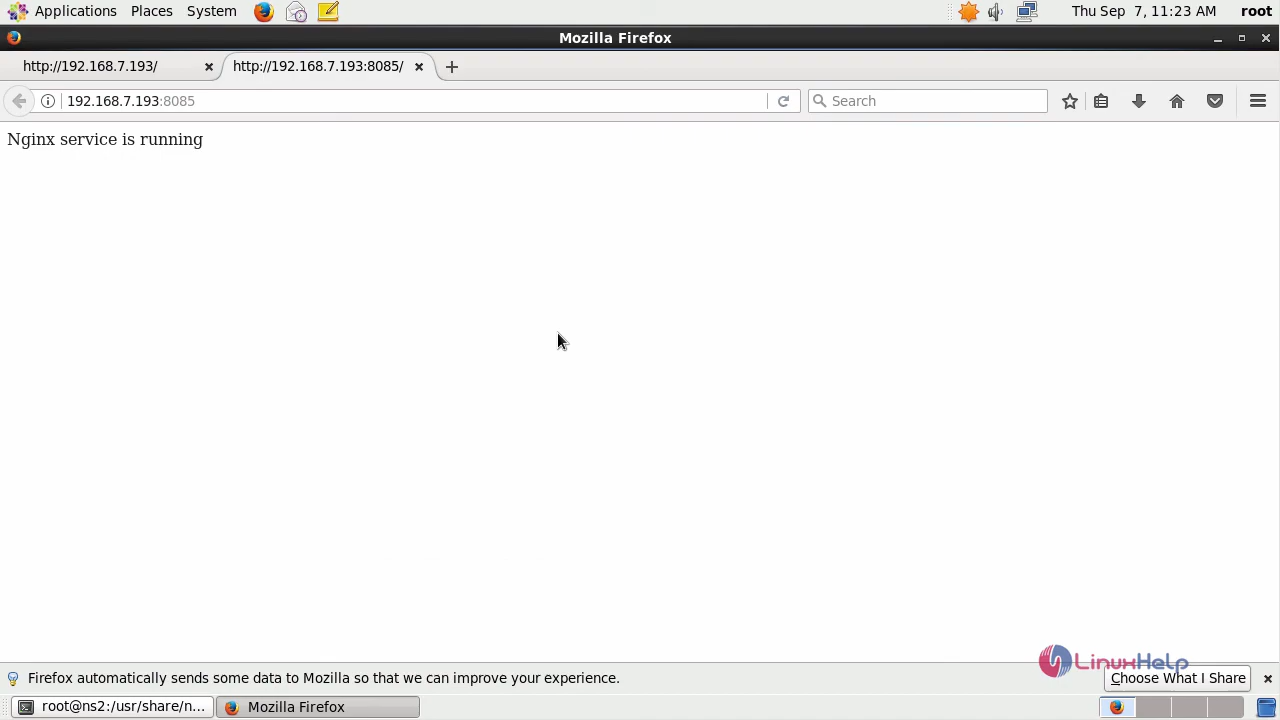 Applications Places System Thu Sep 7, 11:23 AM root
Mozilla Firefox
http://192.168.7.193/ http://192.168.7.193:8085/
192.168.7.193:8085 Search
Nginx service is running
LinuxHelp
Firefox automatically sends some data to Mozilla so that we can improve your experience. Choose What I Share
root@ns2:/usr/share/n... Mozilla Firefox